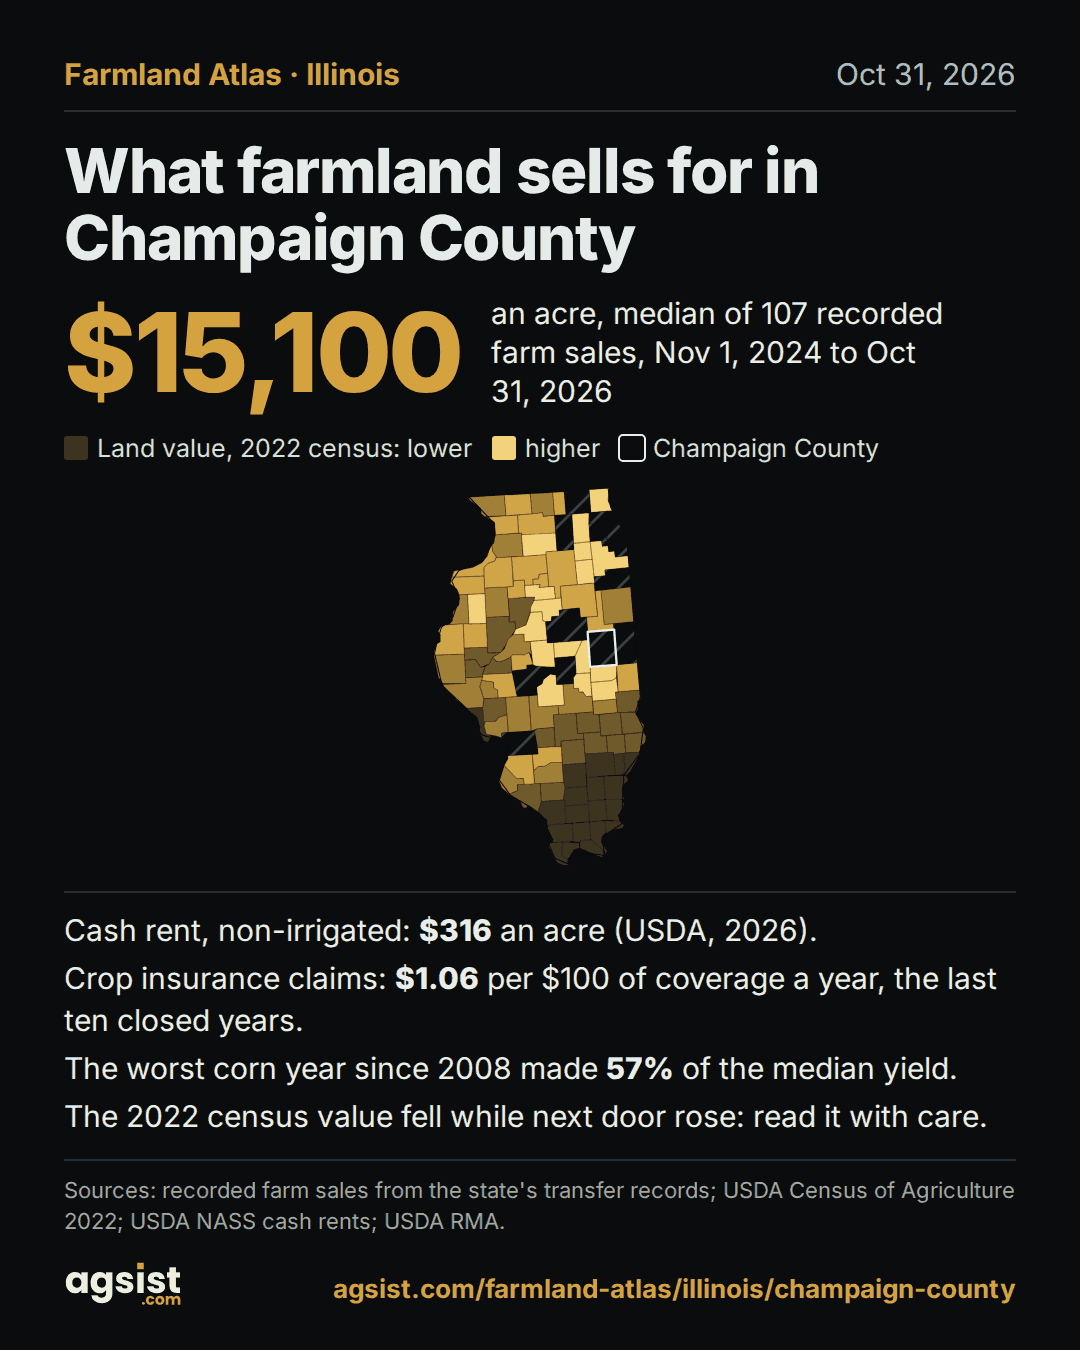 Farmland Atlas · Illinois
Oct 31, 2026
What farmland sells for in
Champaign County
$15,100
an acre, median of 107 recorded
farm sales, Nov 1, 2024 to Oct
31, 2026
Land value, 2022 census: lower
higher
Champaign County
Cash rent, non-irrigated: $316 an acre (USDA, 2026).
Crop insurance claims: $1.06 per $100 of coverage a year, the last
ten closed years.
The worst corn year since 2008 made 57% of the median yield.
The 2022 census value fell while next door rose: read it with care.
Sources: recorded farm sales from the state's transfer records; USDA Census of Agriculture
2022; USDA NASS cash rents; USDA RMA.
agsist
.com
agsist.com/farmland-atlas/illinois/champaign-county